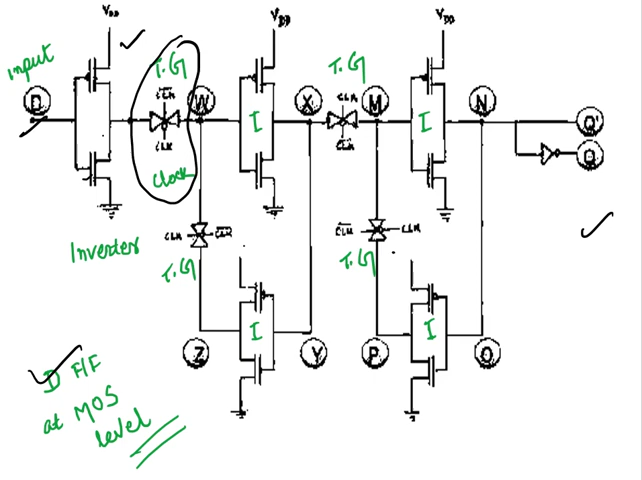 VDD
VDD
VDD
input
T.G
T.G
D
CLK
W
X
CLK
M
N
Q'
I
I
CLK
CLK
Q
Clock
Inverter
CLK
CLK
CLK
CLK
T.G
T.G
I
I
Z
Y
P
O
D F/F
at MOS
level